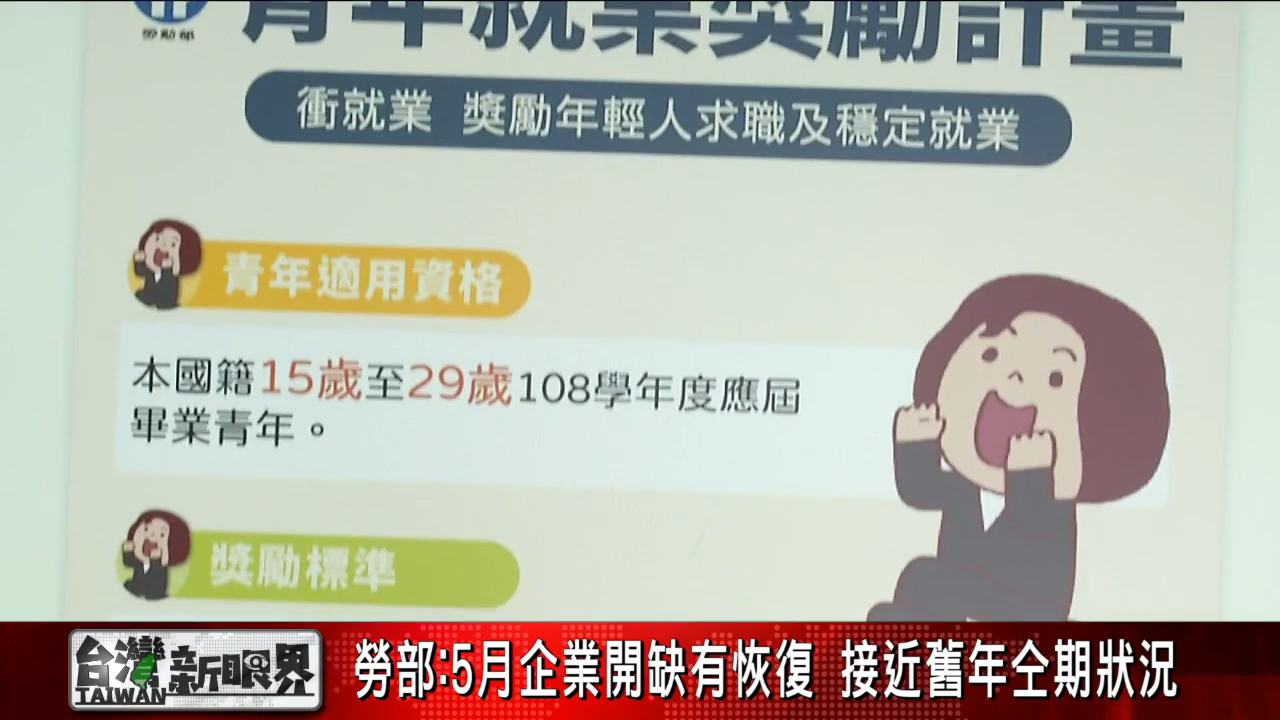 勞動部
青年就業獎勵計畫
衝就業 獎勵年輕人求職及穩定就業
青年適用資格
本國籍15歲至29歲108學年度應屆
畢業青年。
獎勵標準
台灣新眼界
TAIWAN
勞部:5月企業開缺有恢復 接近舊年仝期狀況